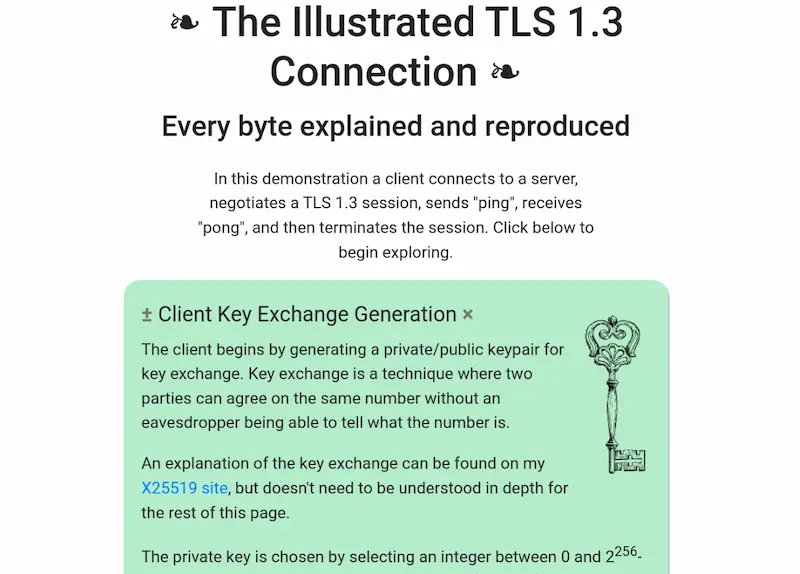 ❧ The Illustrated TLS 1.3
Connection ❧
Every byte explained and reproduced
In this demonstration a client connects to a server,
negotiates a TLS 1.3 session, sends "ping", receives
"pong", and then terminates the session. Click below to
begin exploring.
± Client Key Exchange Generation ×
The client begins by generating a private/public keypair for
key exchange. Key exchange is a technique where two
parties can agree on the same number without an
eavesdropper being able to tell what the number is.
An explanation of the key exchange can be found on my
X25519 site, but doesn't need to be understood in depth for
the rest of this page.
The private key is chosen by selecting an integer between 0 and 2²⁵⁶-